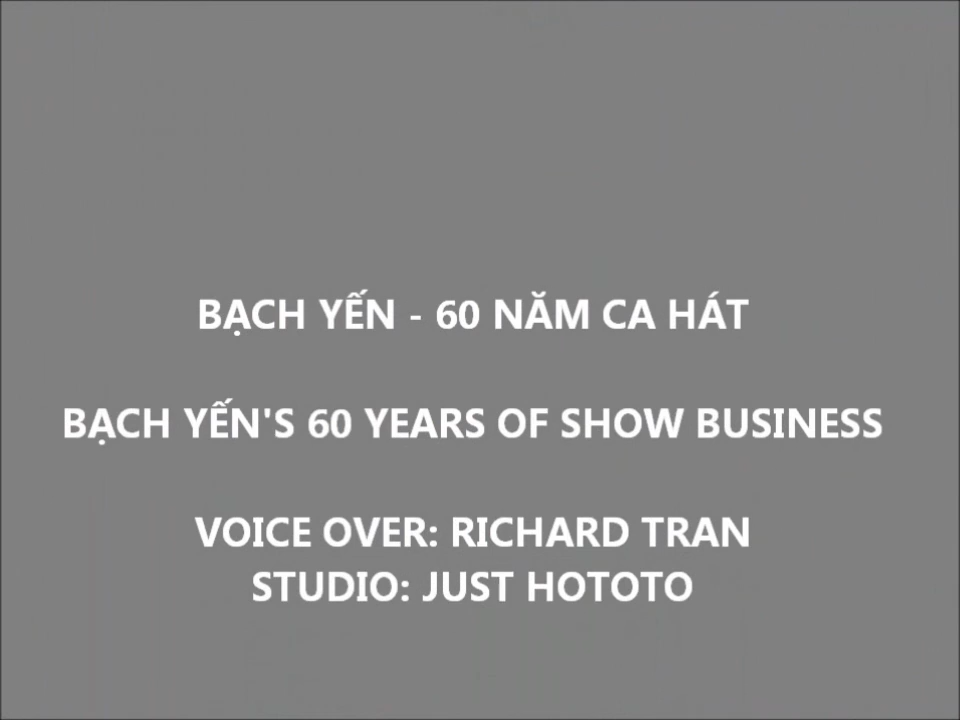 BẠCH YẾN - 60 NĂM CA HÁT
BẠCH YẾN'S 60 YEARS OF SHOW BUSINESS
VOICE OVER: RICHARD TRAN
STUDIO: JUST HOTOTO